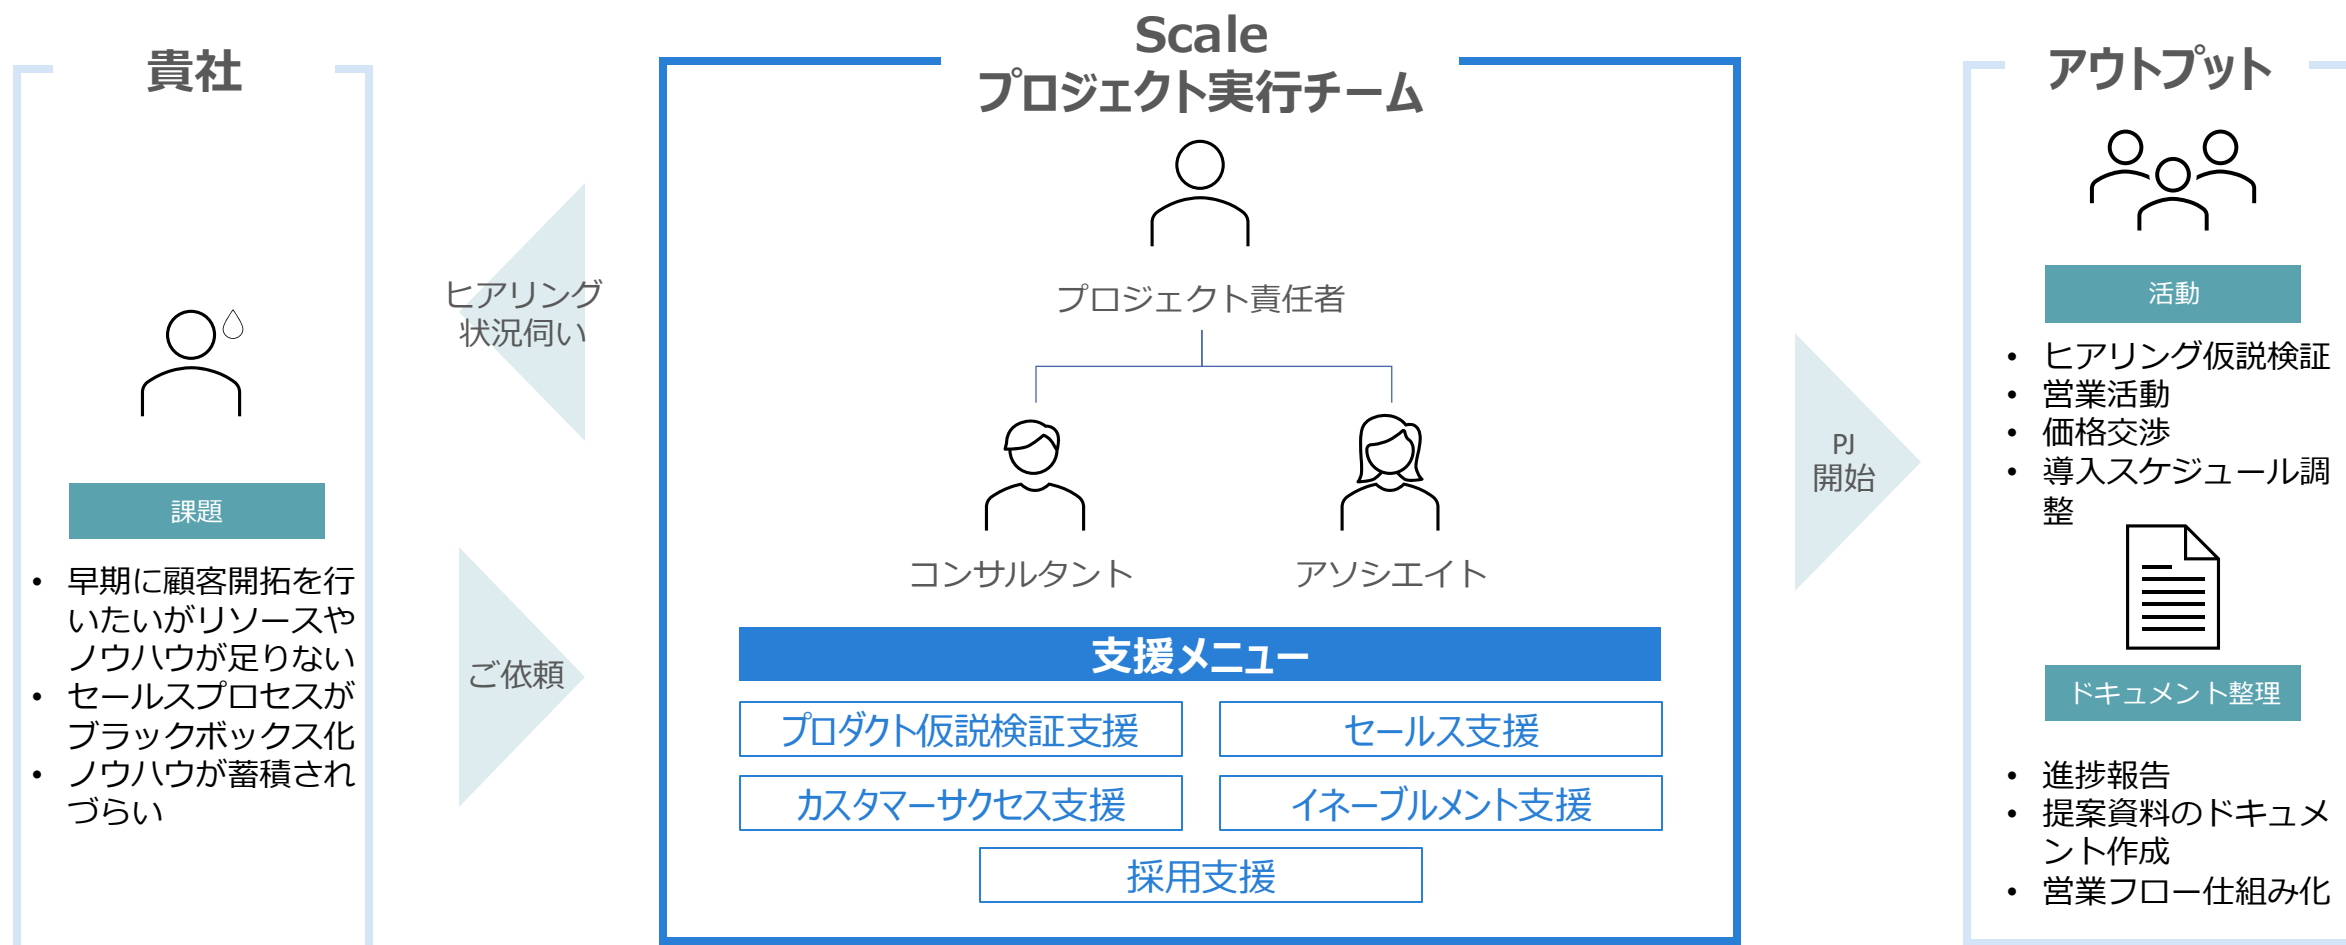 貴社
課題
• 早期に顧客開拓を行
いたいがリソースや
ノウハウが足りない
• セールスプロセスが
ブラックボックス化
• ノウハウが蓄積され
づらい
ヒアリング
状況伺い
ご依頼
Scale
プロジェクト実行チーム
プロジェクト責任者
コンサルタント
アソシエイト
支援メニュー
プロダクト仮説検証支援
セールス支援
カスタマーサクセス支援
イネーブルメント支援
採用支援
PJ
開始
アウトプット
活動
• ヒアリング仮説検証
• 営業活動
• 価格交渉
• 導入スケジュール調
整
ドキュメント整理
• 進捗報告
• 提案資料のドキュメ
ント作成
• 営業フロー仕組み化